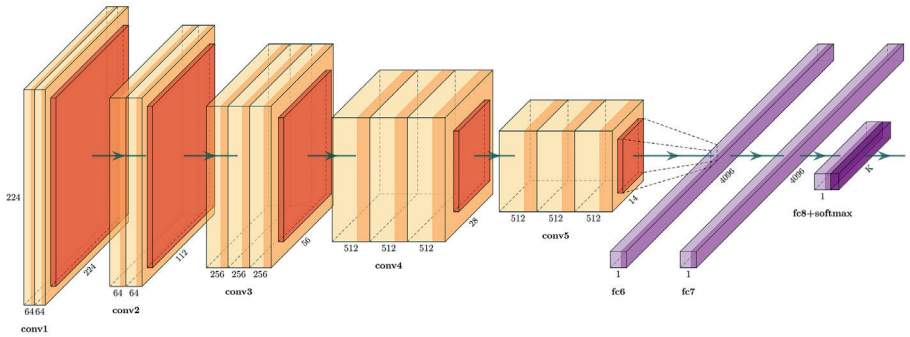 224
64 64
224
conv1
64 64
112
conv2
256 256 256
56
conv3
512 512 512
28
conv4
512 512 512
14
conv5
1
4096
fc6
1
4096
fc7
1
K
fc8+softmax